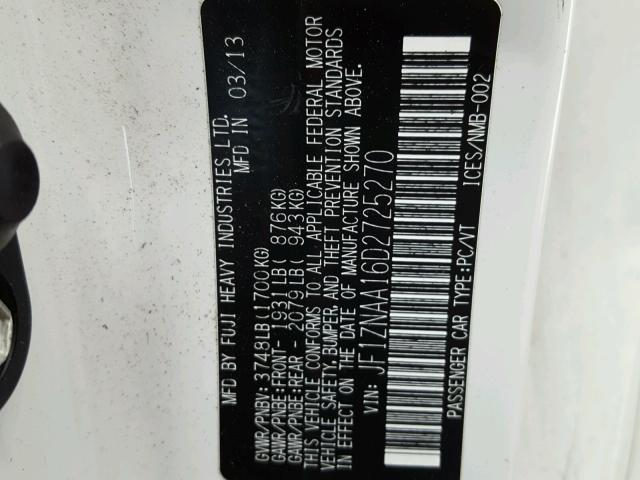 MFD BY FUJI HEAVY INDUSTRIES LTD.
MFD IN 03/13
GVWR/PNBV: 3748LB(1700KG)
GAWR/PNBE:FRONT- 1931LB( 876KG)
GAWR/PNBE:REAR - 2079LB( 943KG)
THIS VEHICLE CONFORMS TO ALL APPLICABLE FEDERAL MOTOR
VEHICLE SAFETY, BUMPER, AND THEFT PREVENTION STANDARDS
IN EFFECT ON THE DATE OF MANUFACTURE SHOWN ABOVE.
VIN: JF1ZNAA16D2725270
PASSENGER CAR TYPE:PC/VT ICES/NMB-002